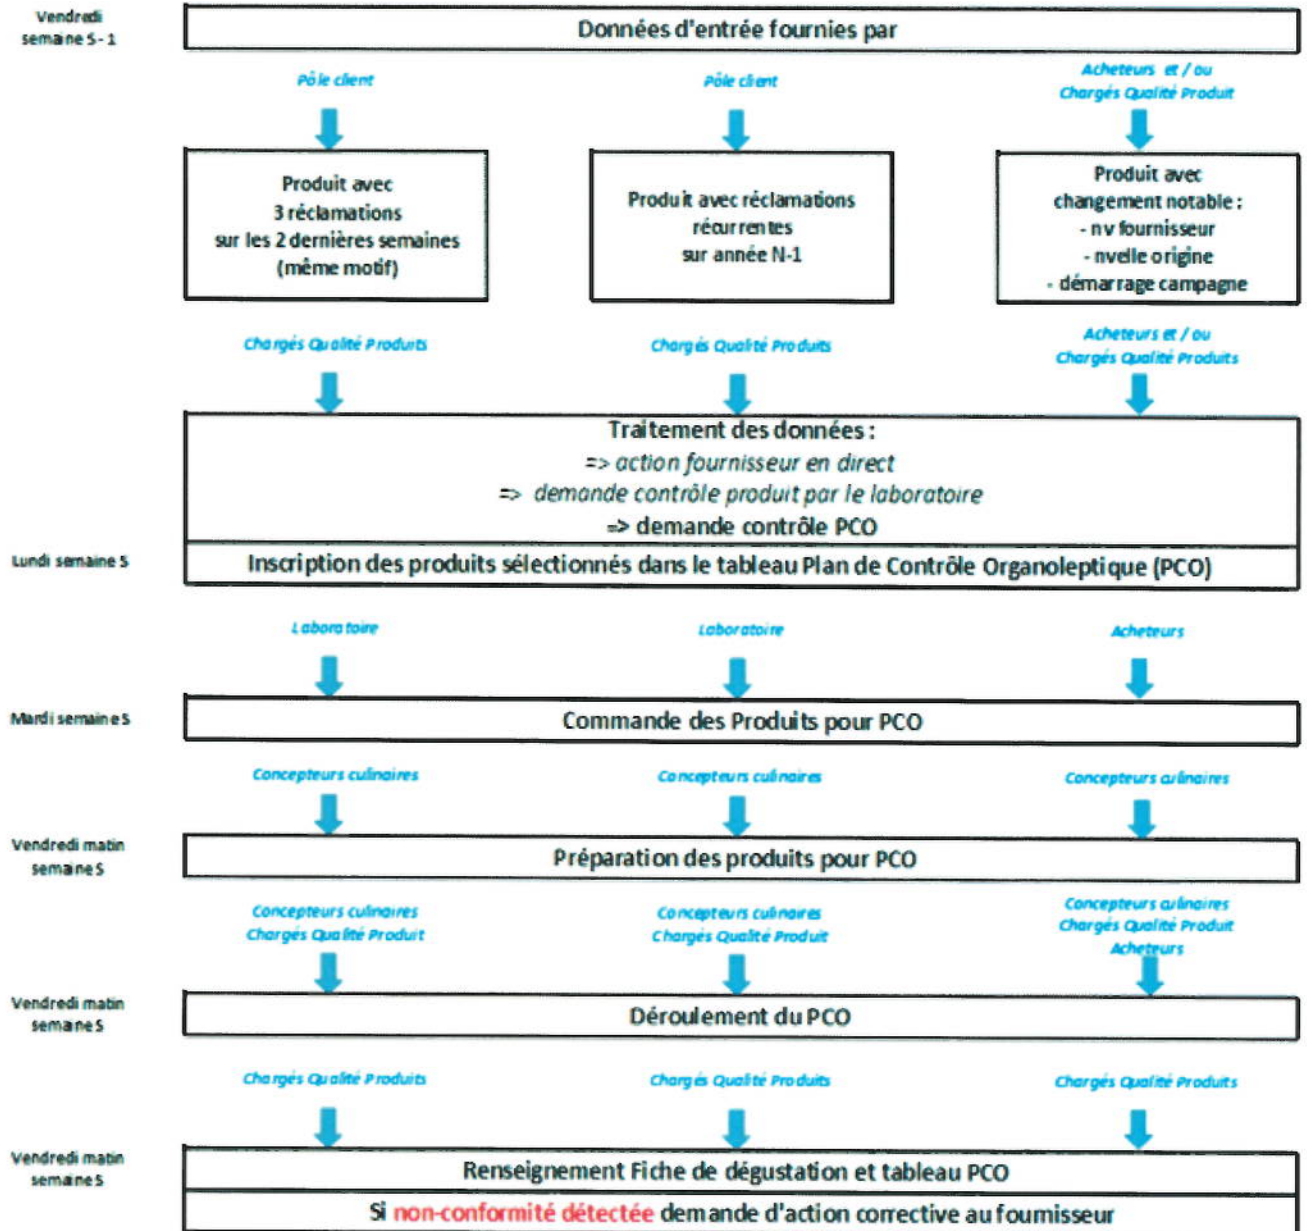 Vendredi
semaine S - 1
Données d'entrée fournies par
Pôle client
Pôle client
Acheteurs et / ou
Chargés Qualité Produit
Produit avec
3 réclamations
sur les 2 dernières semaines
(même motif)
Produit avec réclamations
récurrentes
sur année N-1
Produit avec
changement notable :
- nv fournisseur
- nvelle origine
- démarrage campagne
Chargés Qualité Produits
Chargés Qualité Produits
Acheteurs et / ou
Chargés Qualité Produits
Traitement des données :
=> action fournisseur en direct
=> demande contrôle produit par le laboratoire
=> demande contrôle PCO
Lundi semaine S
Inscription des produits sélectionnés dans le tableau Plan de Contrôle Organoleptique (PCO)
Laboratoire
Laboratoire
Acheteurs
Mardi semaine S
Commande des Produits pour PCO
Concepteurs culinaires
Concepteurs culinaires
Concepteurs culinaires
Vendredi matin
semaine S
Préparation des produits pour PCO
Concepteurs culinaires
Chargés Qualité Produit
Concepteurs culinaires
Chargés Qualité Produit
Concepteurs culinaires
Chargés Qualité Produit
Acheteurs
Vendredi matin
semaine S
Déroulement du PCO
Chargés Qualité Produits
Chargés Qualité Produits
Chargés Qualité Produits
Vendredi matin
semaine S
Renseignement Fiche de dégustation et tableau PCO
Si non-conformité détectée demande d'action corrective au fournisseur